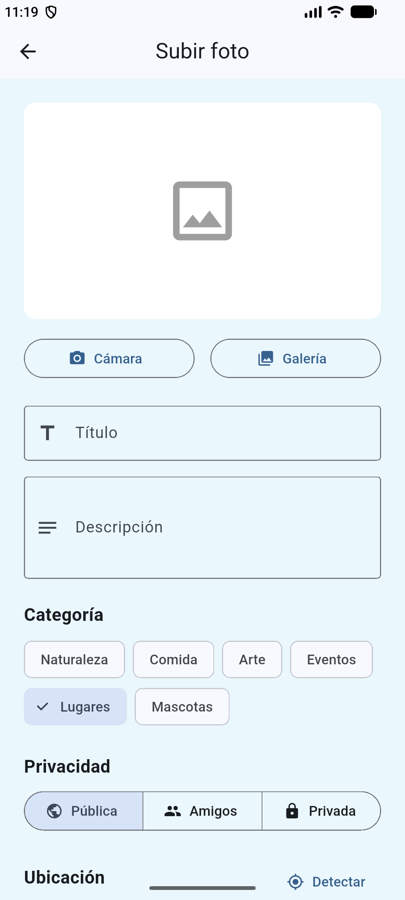 11:19
Subir foto
Cámara Galería
Título
Descripción
Categoría
Naturaleza Comida Arte Eventos
Lugares Mascotas
Privacidad
Pública Amigos Privada
Ubicación Detectar